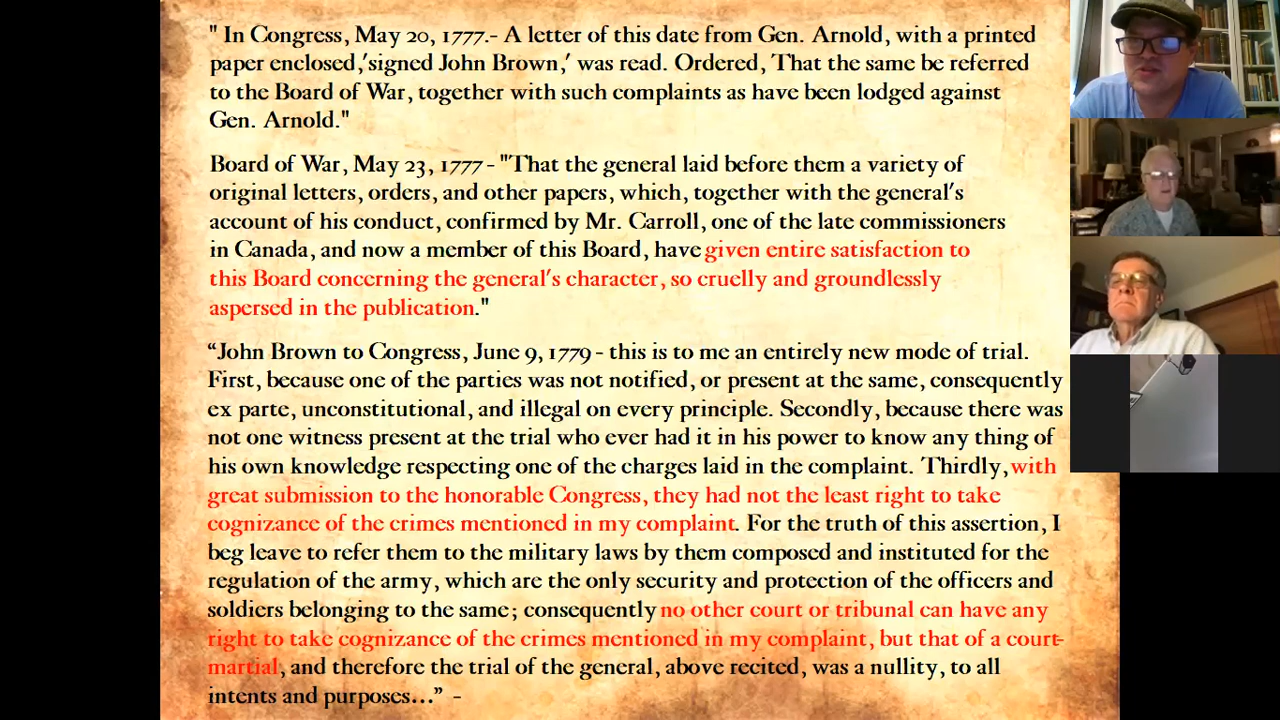 " In Congress, May 20, 1777.- A letter of this date from Gen. Arnold, with a printed
paper enclosed,'signed John Brown,' was read. Ordered, That the same be referred
to the Board of War, together with such complaints as have been lodged against
Gen. Arnold."
Board of War, May 23, 1777 - "That the general laid before them a variety of
original letters, orders, and other papers, which, together with the general's
account of his conduct, confirmed by Mr. Carroll, one of the late commissioners
in Canada, and now a member of this Board, have given entire satisfaction to
this Board concerning the general's character, so cruelly and groundlessly
aspersed in the publication."
“John Brown to Congress, June 9, 1779 - this is to me an entirely new mode of trial.
First, because one of the parties was not notified, or present at the same, consequently
ex parte, unconstitutional, and illegal on every principle. Secondly, because there was
not one witness present at the trial who ever had it in his power to know any thing of
his own knowledge respecting one of the charges laid in the complaint. Thirdly, with
great submission to the honorable Congress, they had not the least right to take
cognizance of the crimes mentioned in my complaint. For the truth of this assertion, I
beg leave to refer them to the military laws by them composed and instituted for the
regulation of the army, which are the only security and protection of the officers and
soldiers belonging to the same; consequently no other court or tribunal can have any
right to take cognizance of the crimes mentioned in my complaint, but that of a court-
martial, and therefore the trial of the general, above recited, was a nullity, to all
intents and purposes...” -